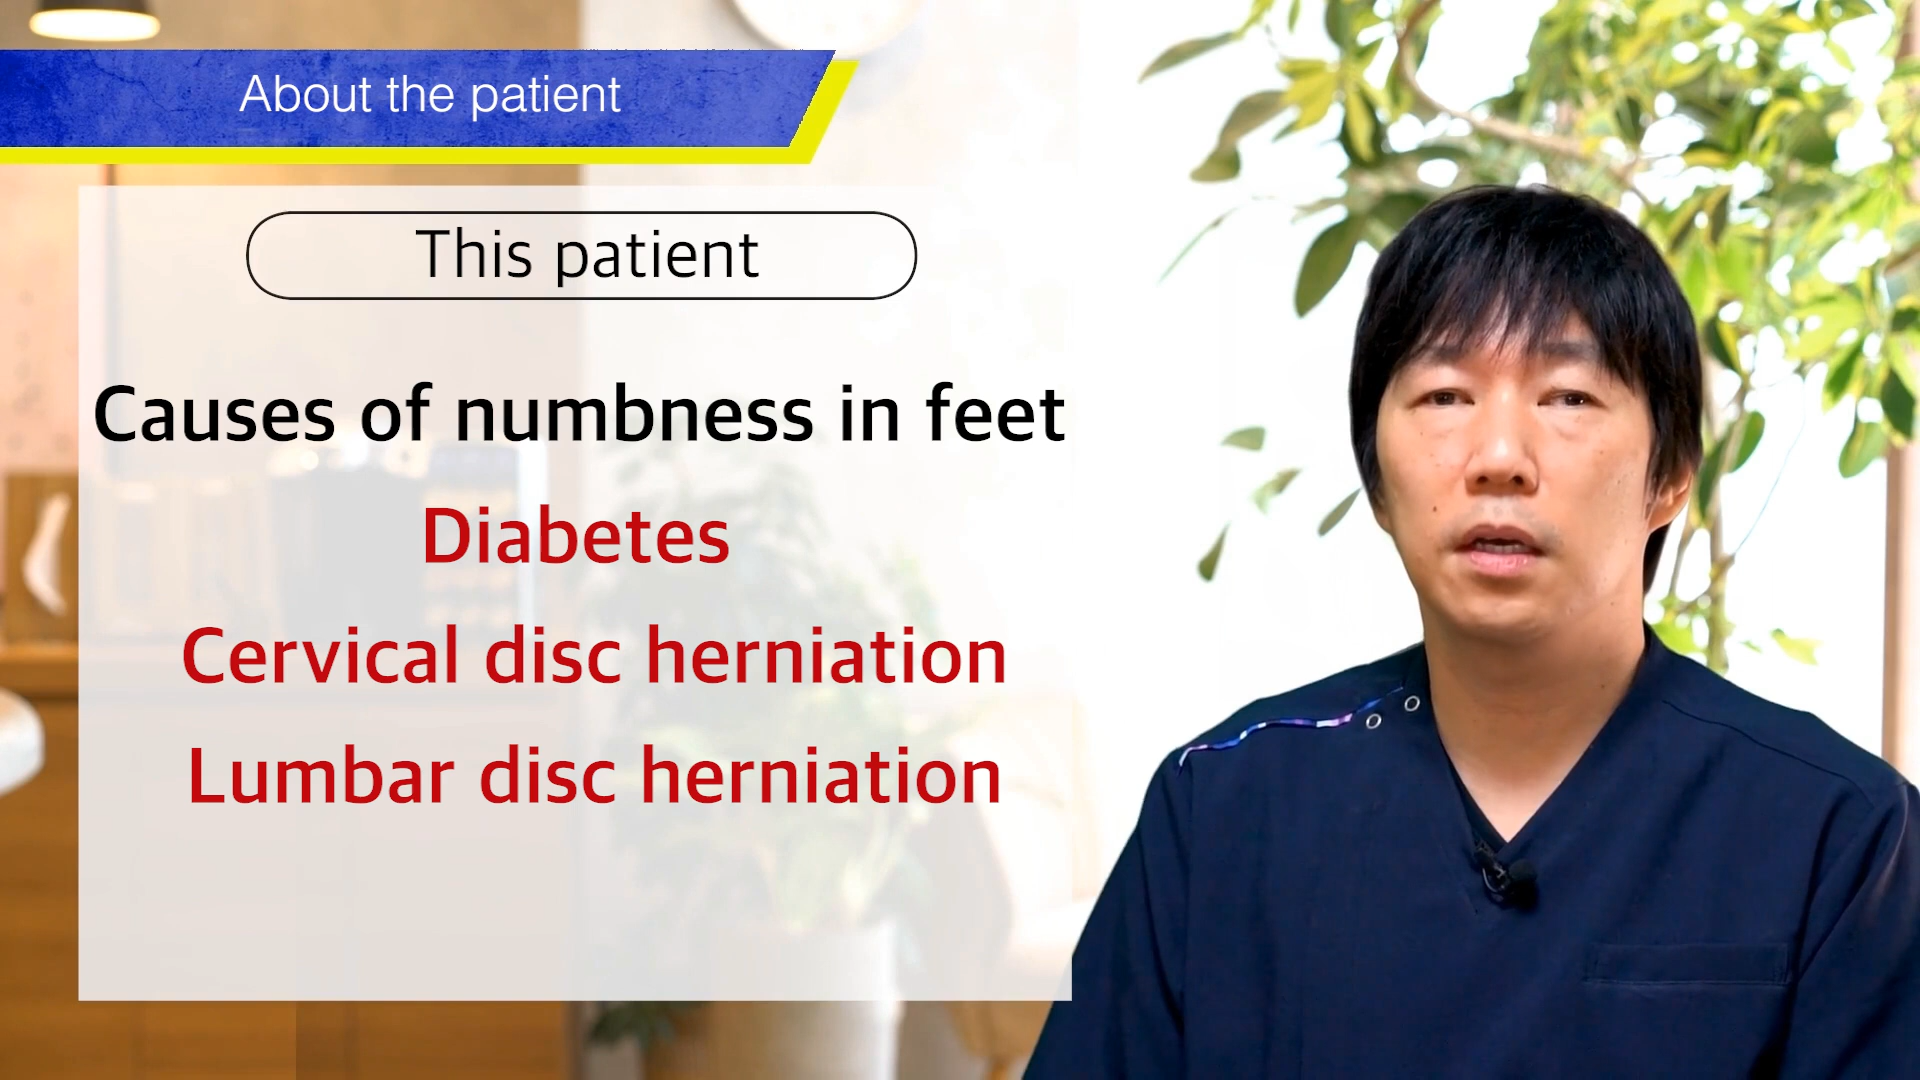 About the patient
This patient
Causes of numbness in feet
Diabetes
Cervical disc herniation
Lumbar disc herniation